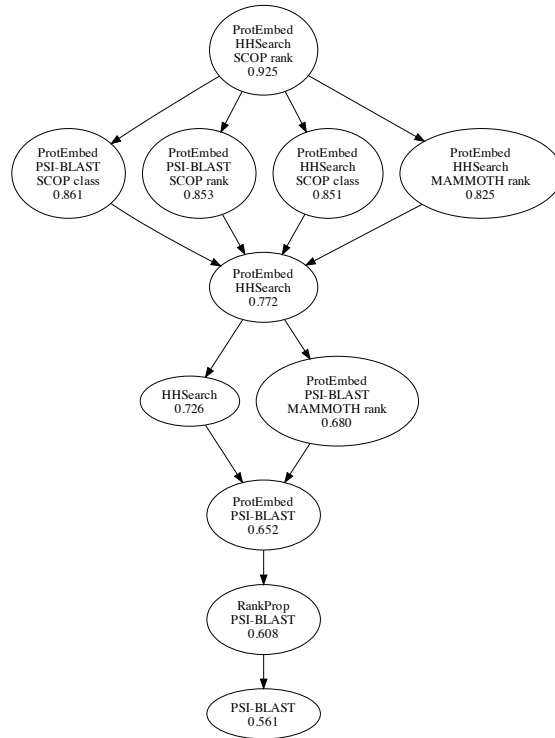 ProtEmbed
HHSearch
SCOP rank
0.925
ProtEmbed
PSI-BLAST
SCOP class
0.861
ProtEmbed
PSI-BLAST
SCOP rank
0.853
ProtEmbed
HHSearch
SCOP class
0.851
ProtEmbed
HHSearch
MAMMOTH rank
0.825
ProtEmbed
HHSearch
0.772
HHSearch
0.726
ProtEmbed
PSI-BLAST
MAMMOTH rank
0.680
ProtEmbed
PSI-BLAST
0.652
RankProp
PSI-BLAST
0.608
PSI-BLAST
0.561